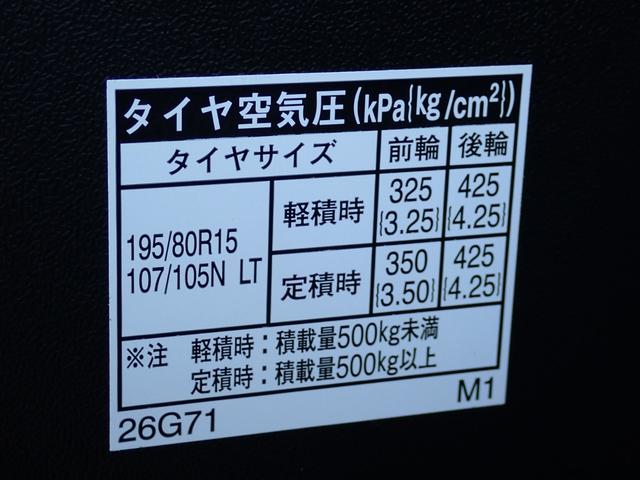 タイヤ空気圧(kPa{kg/cm²})
タイヤサイズ 前輪 後輪
195/80R15 107/105N LT
軽積時 325 {3.25} 425 {4.25}
定積時 350 {3.50} 425 {4.25}
※注 軽積時:積載量500kg未満
定積時:積載量500kg以上
26G71 M1